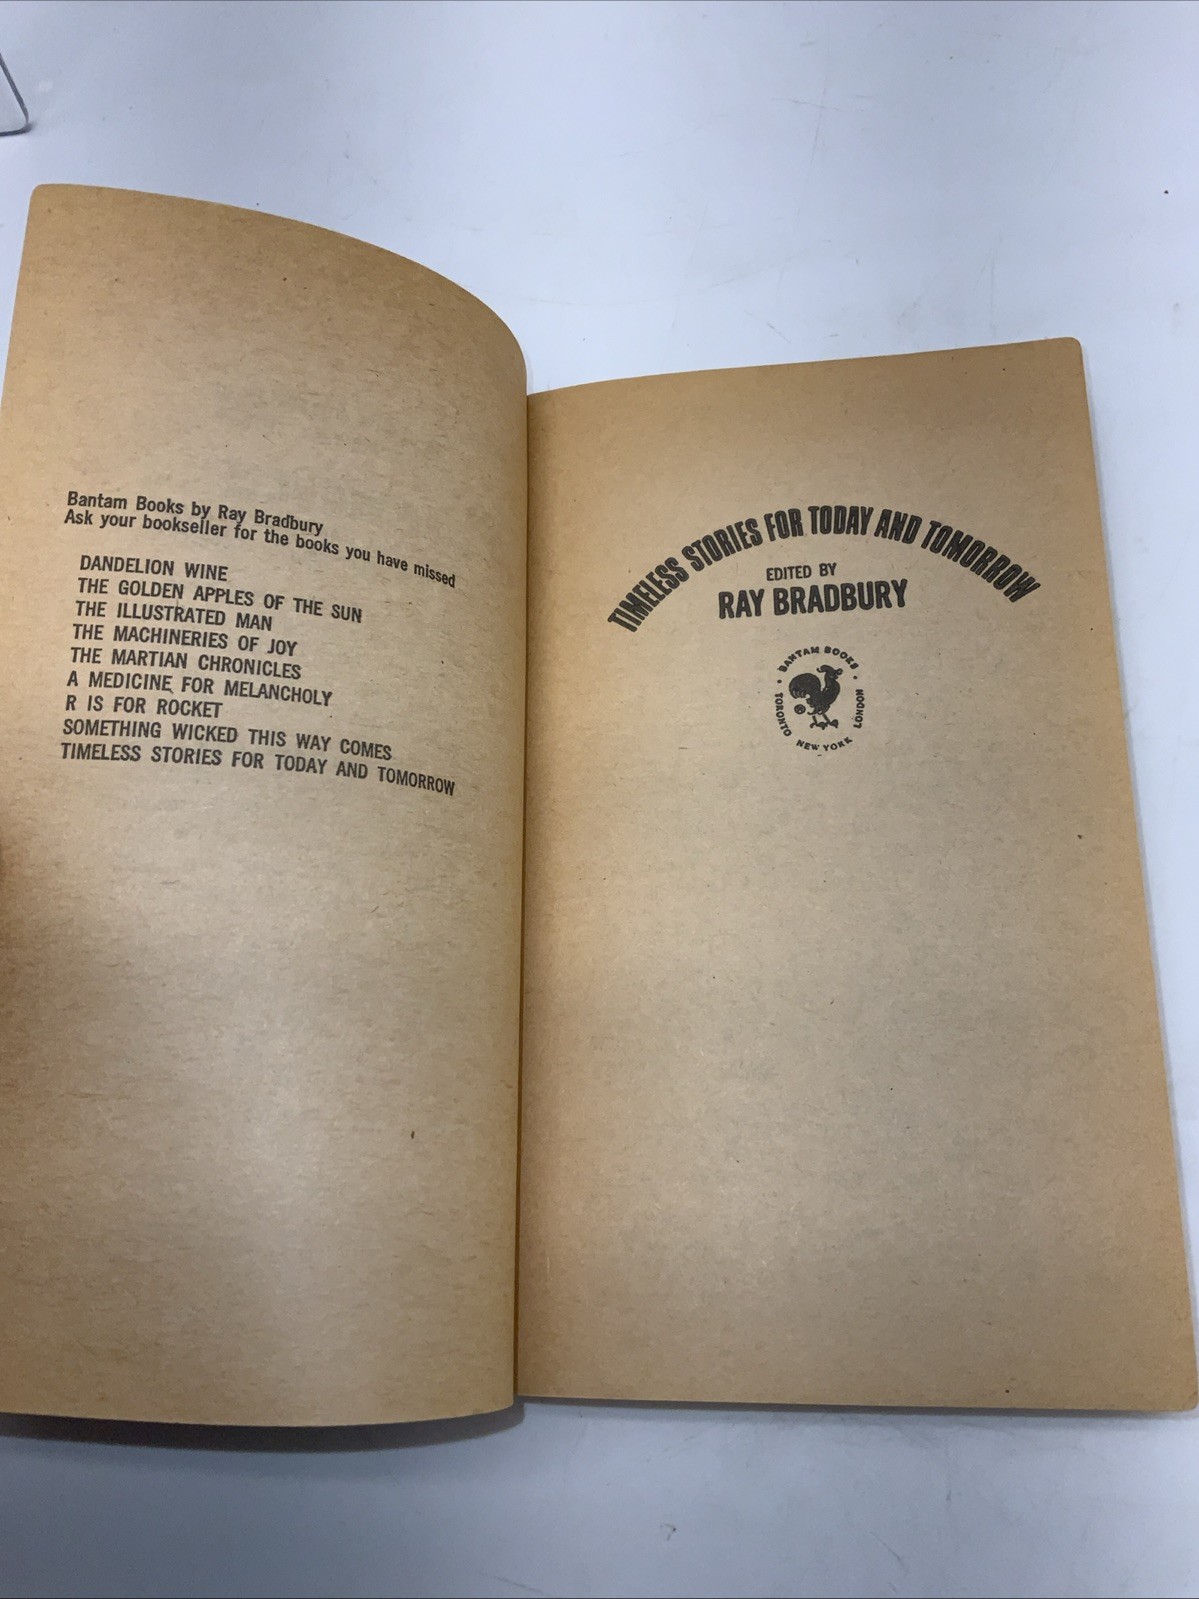 Bantam Books by Ray Bradbury
Ask your bookseller for the books you have missed
DANDELION WINE
THE GOLDEN APPLES OF THE SUN
THE ILLUSTRATED MAN
THE MACHINERIES OF JOY
THE MARTIAN CHRONICLES
A MEDICINE FOR MELANCHOLY
R IS FOR ROCKET
SOMETHING WICKED THIS WAY COMES
TIMELESS STORIES FOR TODAY AND TOMORROW
TIMELESS STORIES FOR TODAY AND TOMORROW
EDITED BY
RAY BRADBURY
BANTAM BOOKS
TORONTO • NEW YORK • LONDON